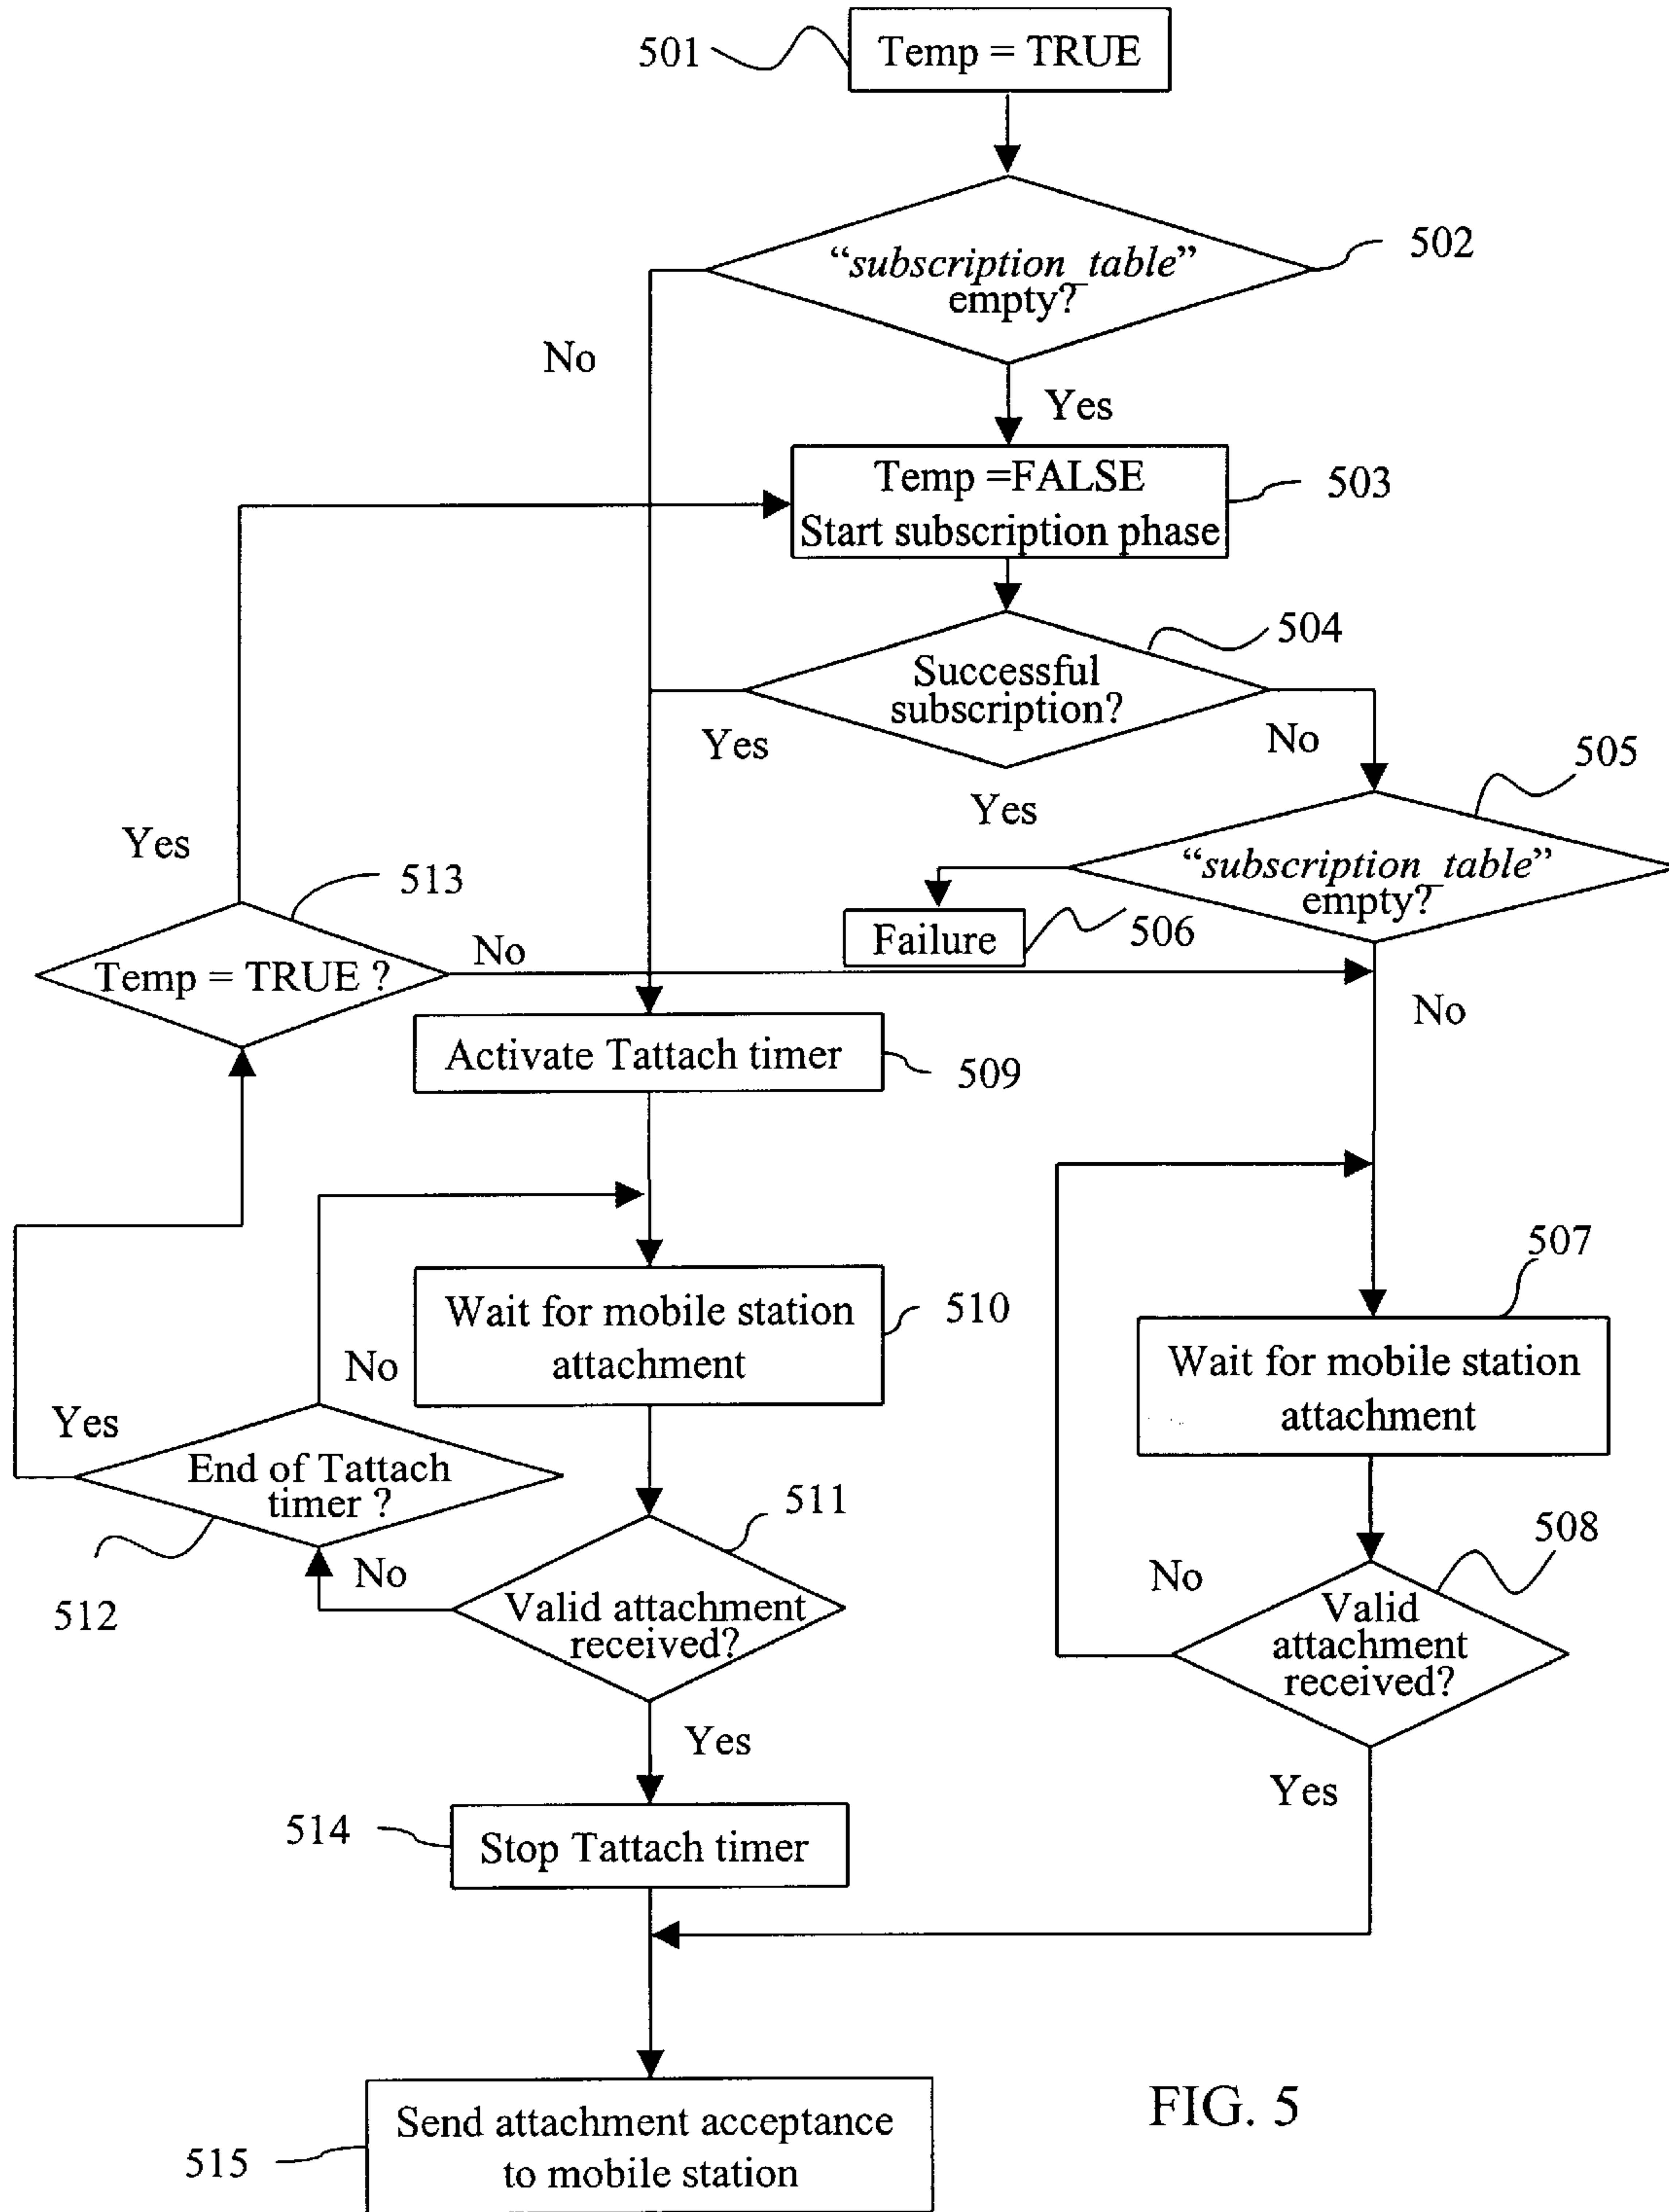 501
Temp = TRUE
“subscription_table”
empty?
502
No
Yes
Temp =FALSE
Start subscription phase
503
504
Successful
subscription?
Yes
No
505
Yes
“subscription_table”
empty?
Yes
513
Failure
506
Temp = TRUE ?
No
No
Activate Tattach timer
509
507
Wait for mobile station
attachment
510
No
Wait for mobile station
attachment
Yes
End of Tattach
timer ?
511
508
No
No
512
Valid attachment
received?
Valid
attachment
received?
Yes
Yes
514
Stop Tattach timer
FIG. 5
Send attachment acceptance
to mobile station
515